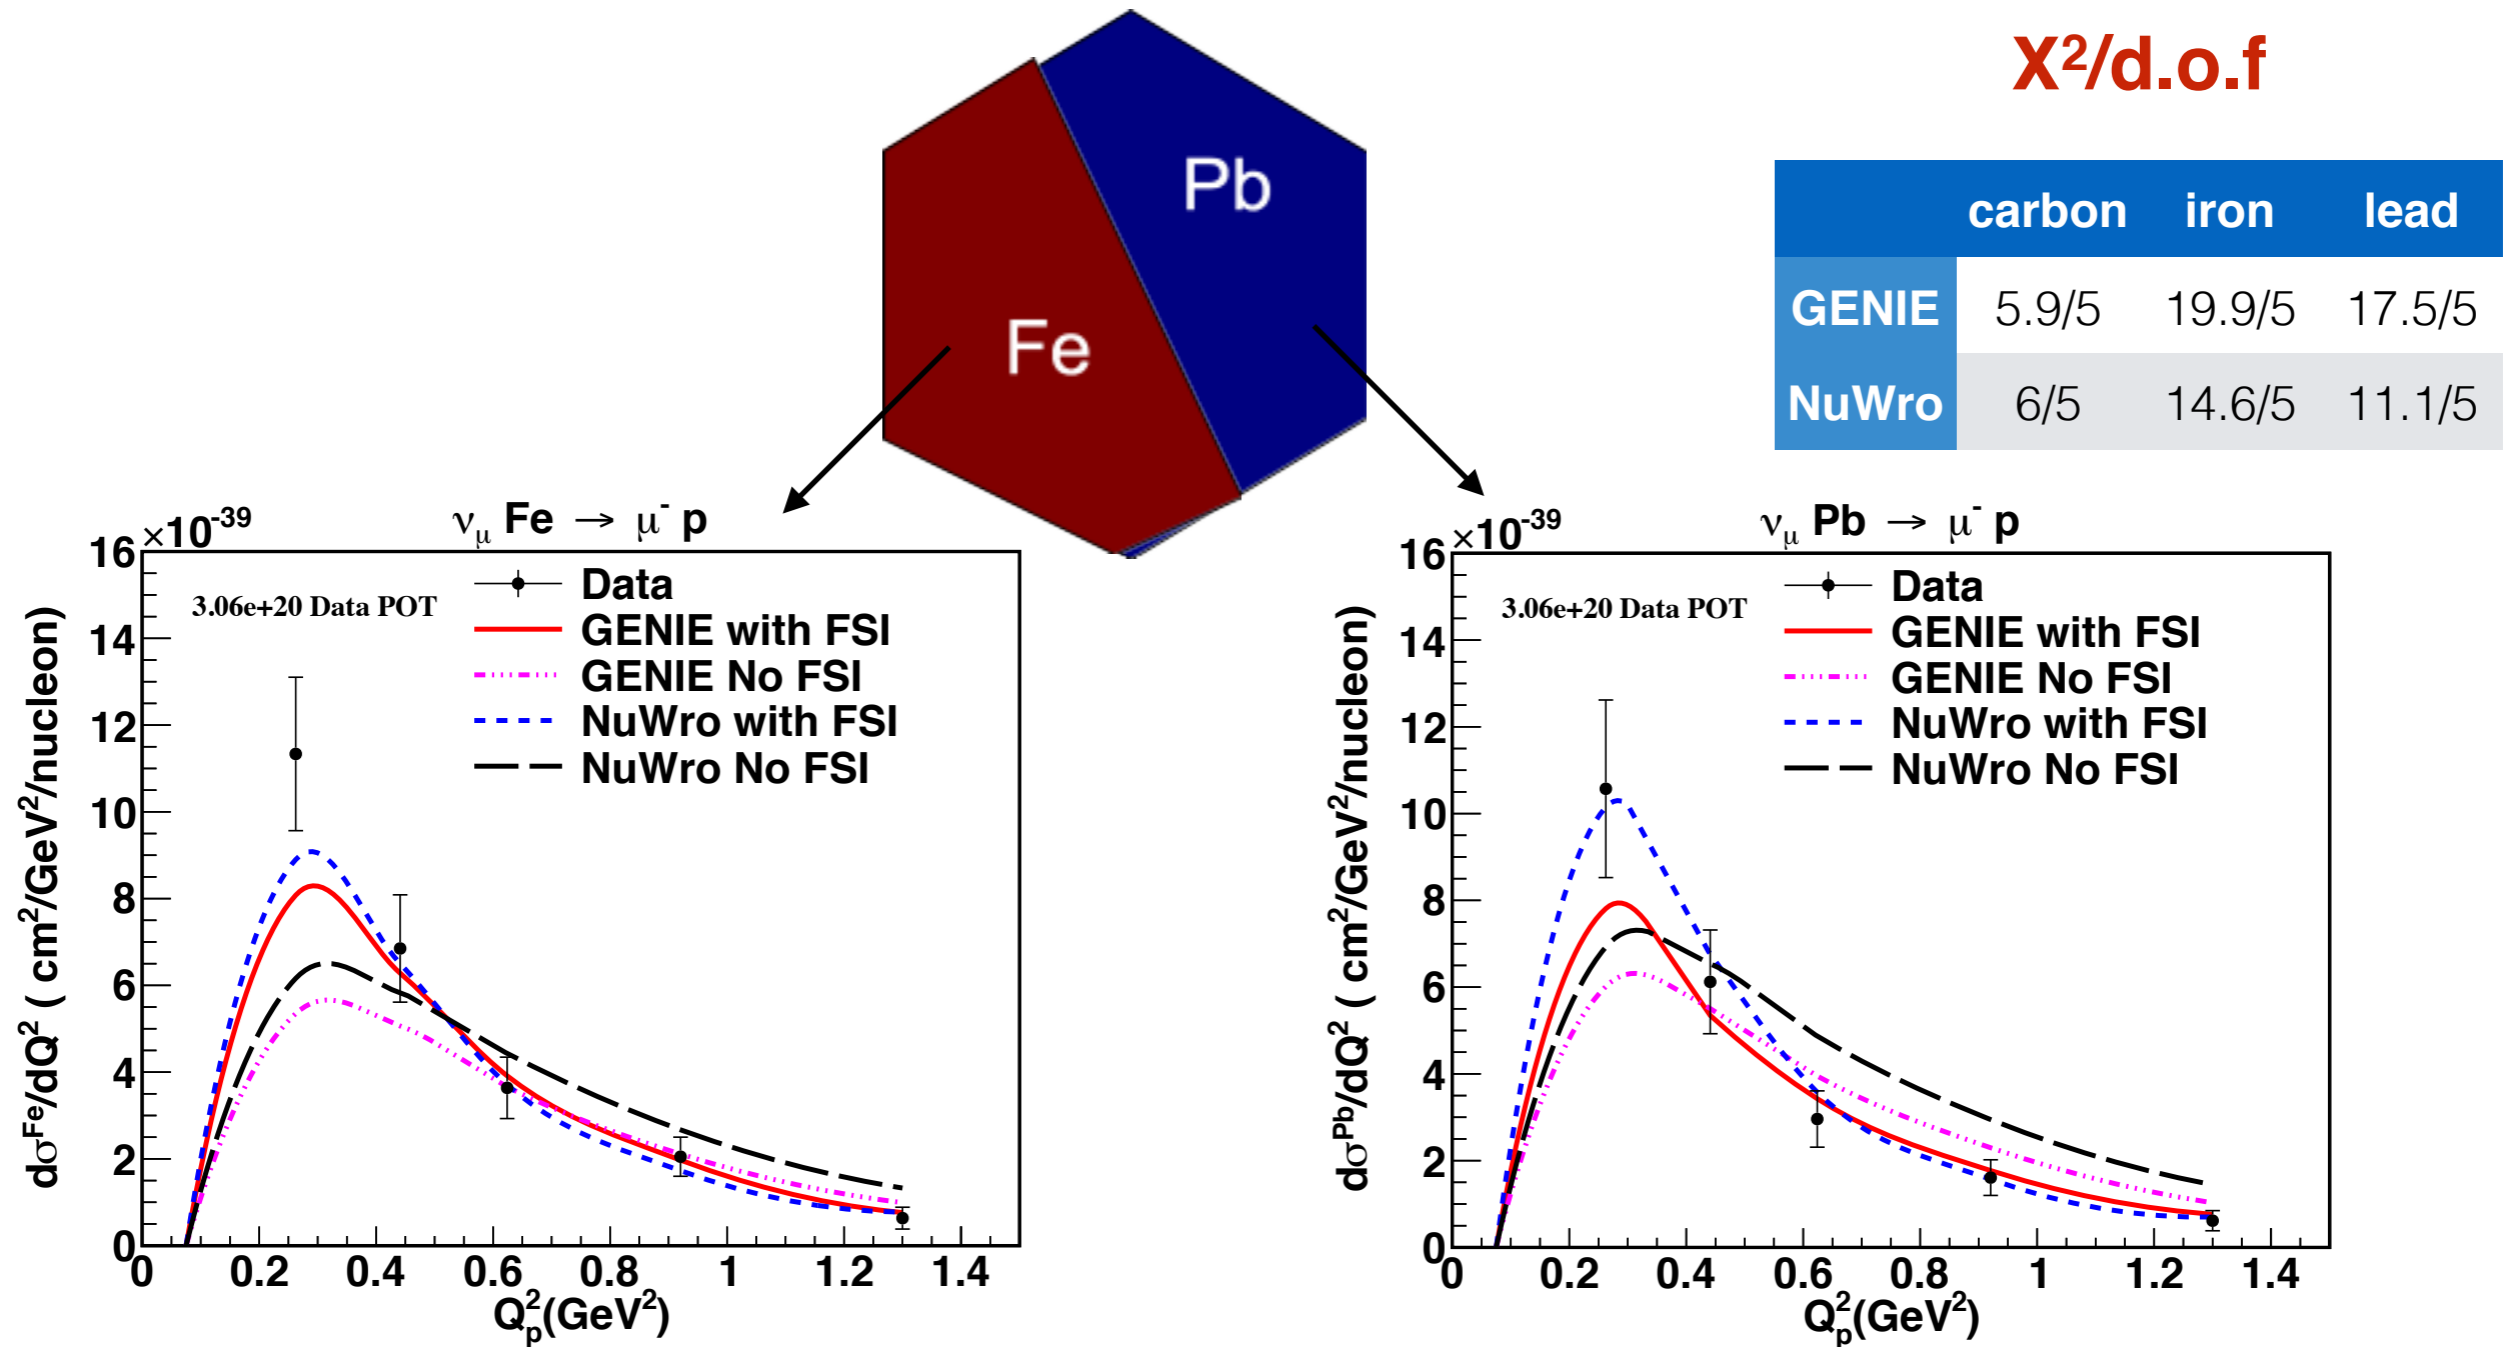 Χ²/d.o.f
Pb
Fe
carbon iron lead
GENIE 5.9/5 19.9/5 17.5/5
NuWro 6/5 14.6/5 11.1/5
×10⁻³⁹
ν_μ Fe → μ⁻ p
3.06e+20 Data POT
Data
GENIE with FSI
GENIE No FSI
NuWro with FSI
NuWro No FSI
dσ^Fe/dQ² ( cm²/GeV²/nucleon)
16
14
12
10
8
6
4
2
0
0 0.2 0.4 0.6 0.8 1 1.2 1.4
Q²_p(GeV²)
×10⁻³⁹
ν_μ Pb → μ⁻ p
3.06e+20 Data POT
Data
GENIE with FSI
GENIE No FSI
NuWro with FSI
NuWro No FSI
dσ^Pb/dQ² ( cm²/GeV²/nucleon)
16
14
12
10
8
6
4
2
0
0 0.2 0.4 0.6 0.8 1 1.2 1.4
Q²_p(GeV²)